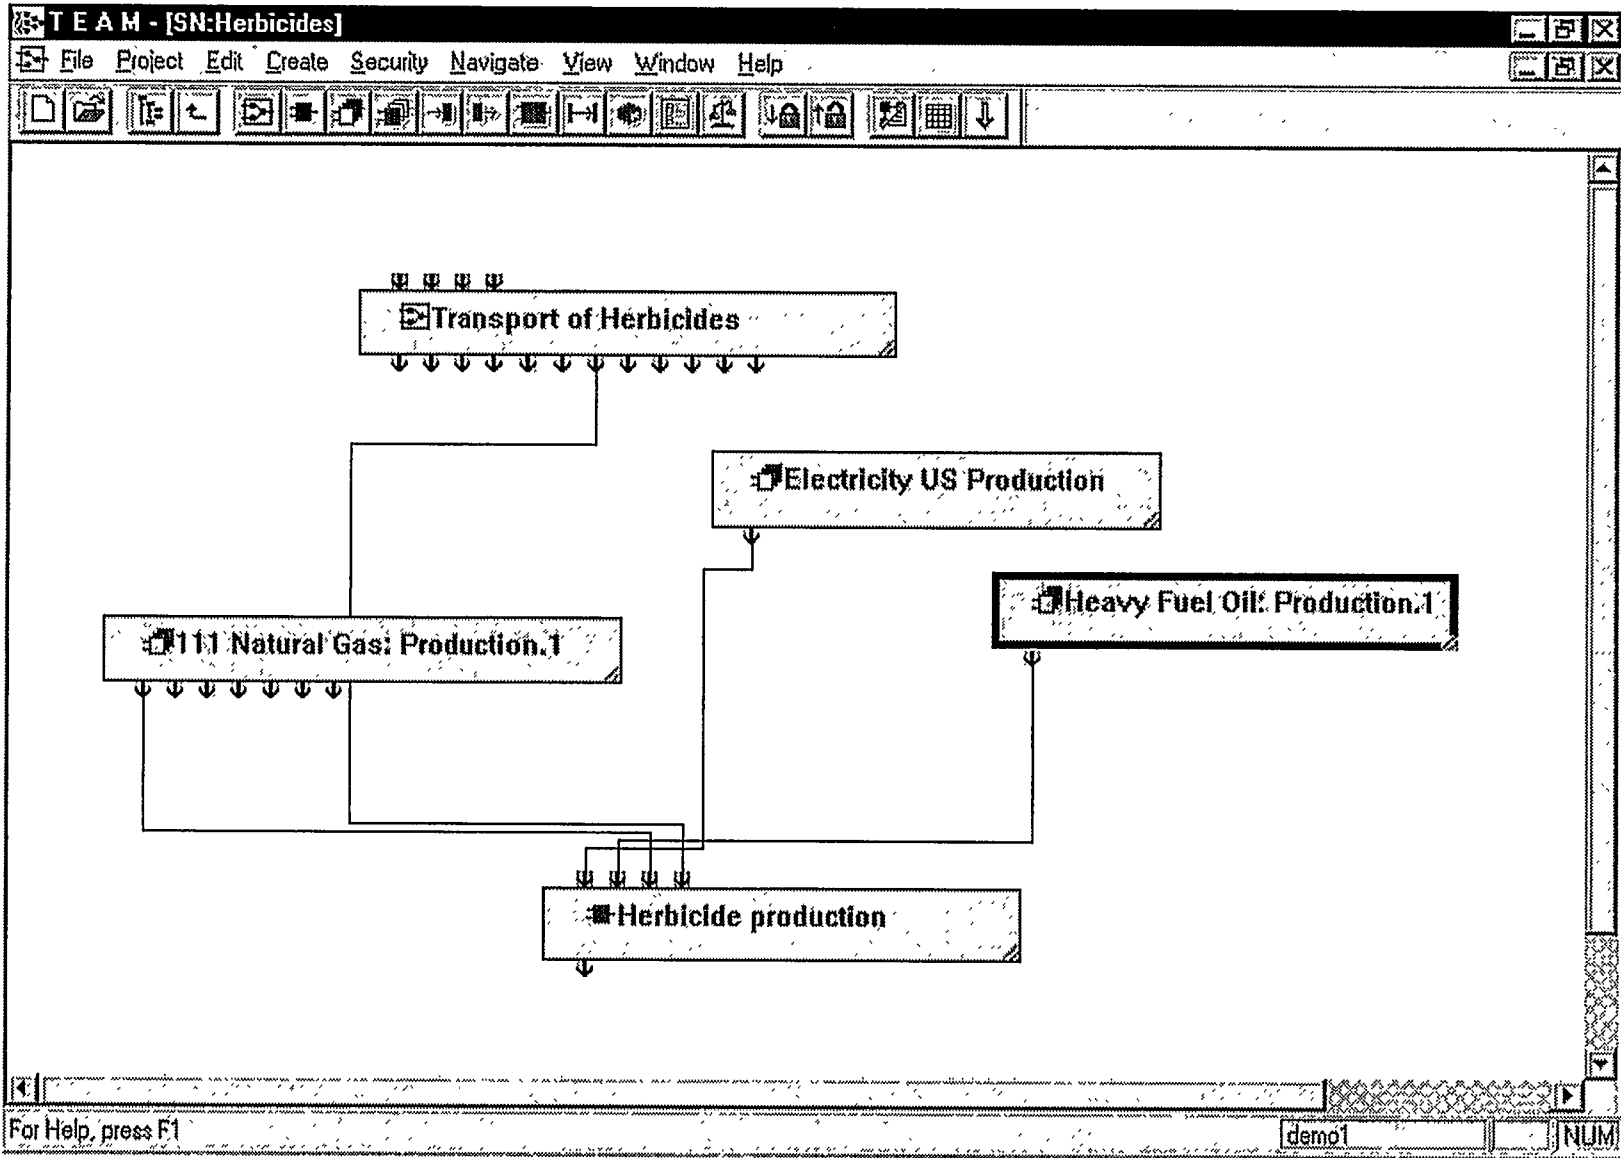 T E A M - [SN:Herbicides]
File Project Edit Create Security Navigate View Window Help
Transport of Herbicides
Electricity US Production
Heavy Fuel Oil: Production.1
111 Natural Gas: Production.1
Herbicide production
For Help, press F1 demo1 NUM